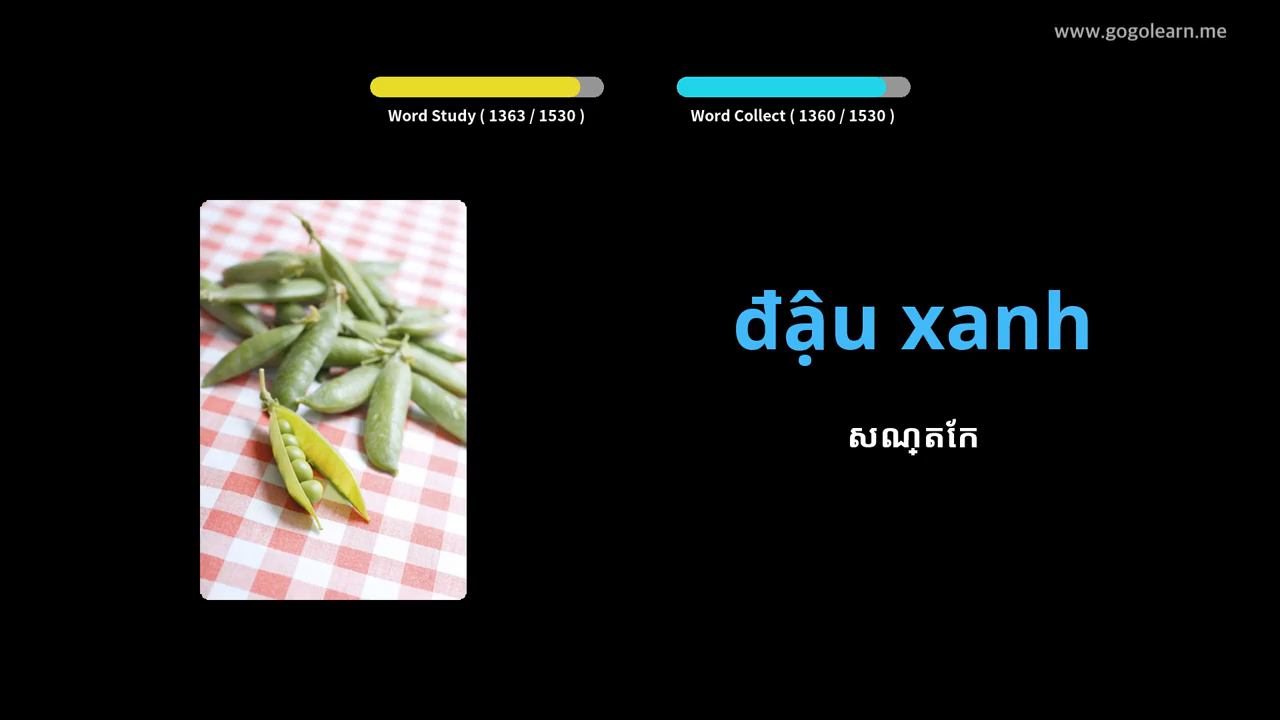 www.gogolearn.me
Word Study ( 1363 / 1530 )
Word Collect ( 1360 / 1530 )
đậu xanh
សណ្តកែ